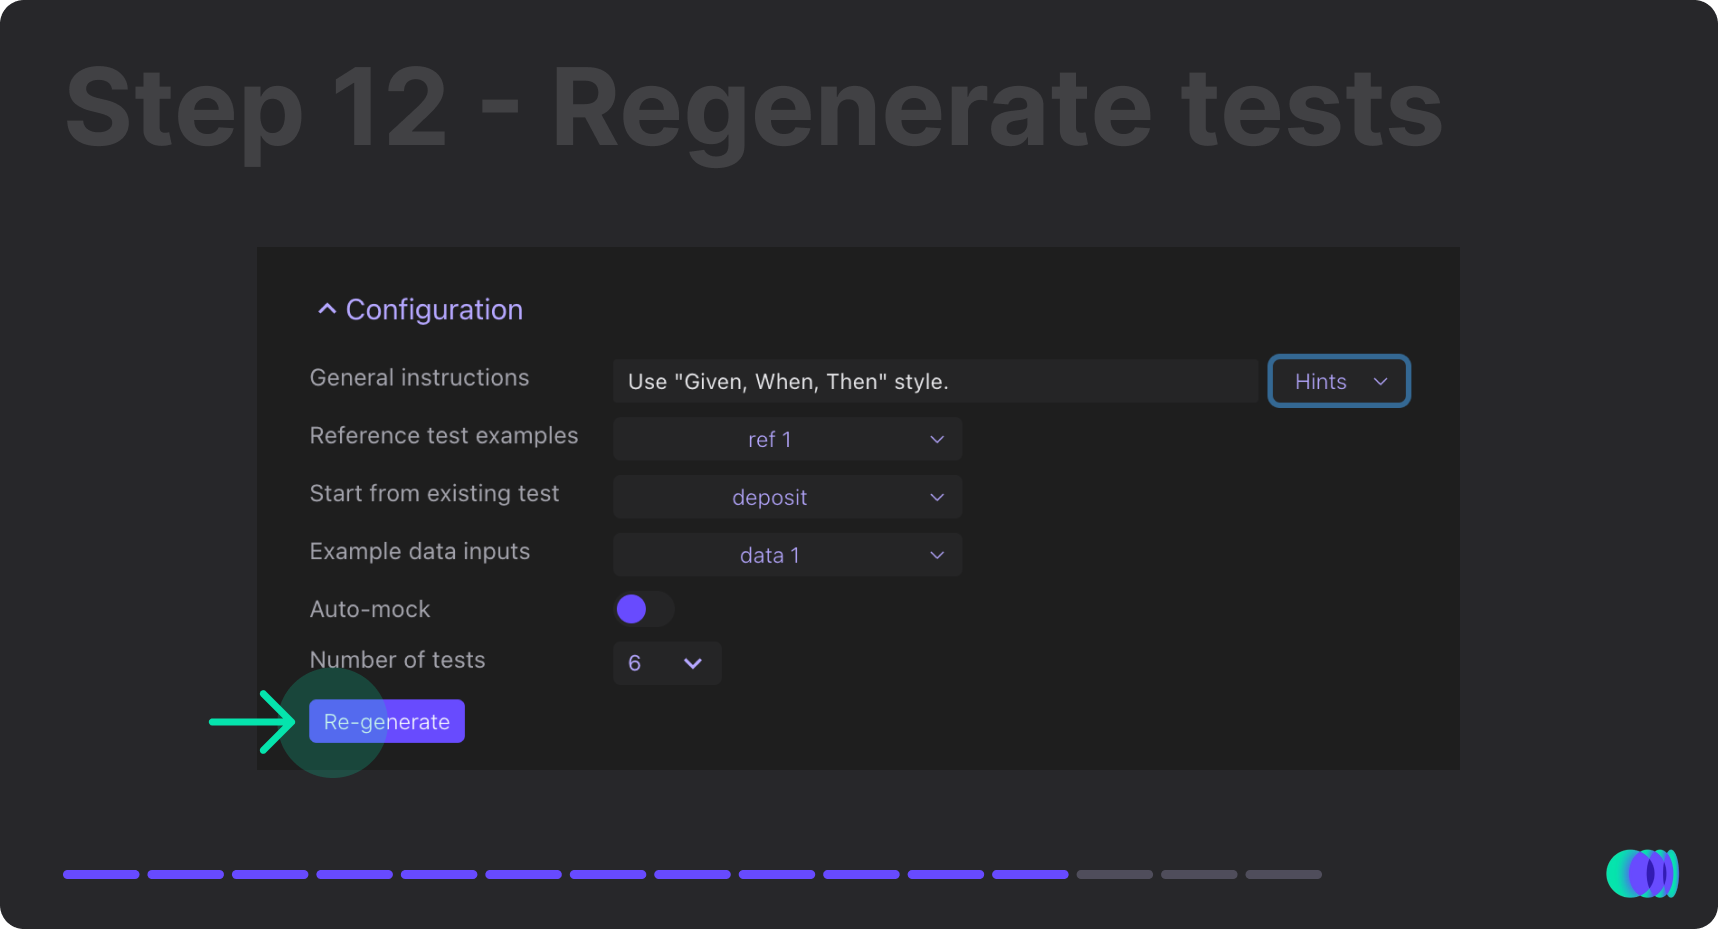 Step 12 - Regenerate tests
Configuration
General instructions
Use "Given, When, Then" style.
Hints
Reference test examples
ref 1
Start from existing test
deposit
Example data inputs
data 1
Auto-mock
Number of tests
6
Re-generate